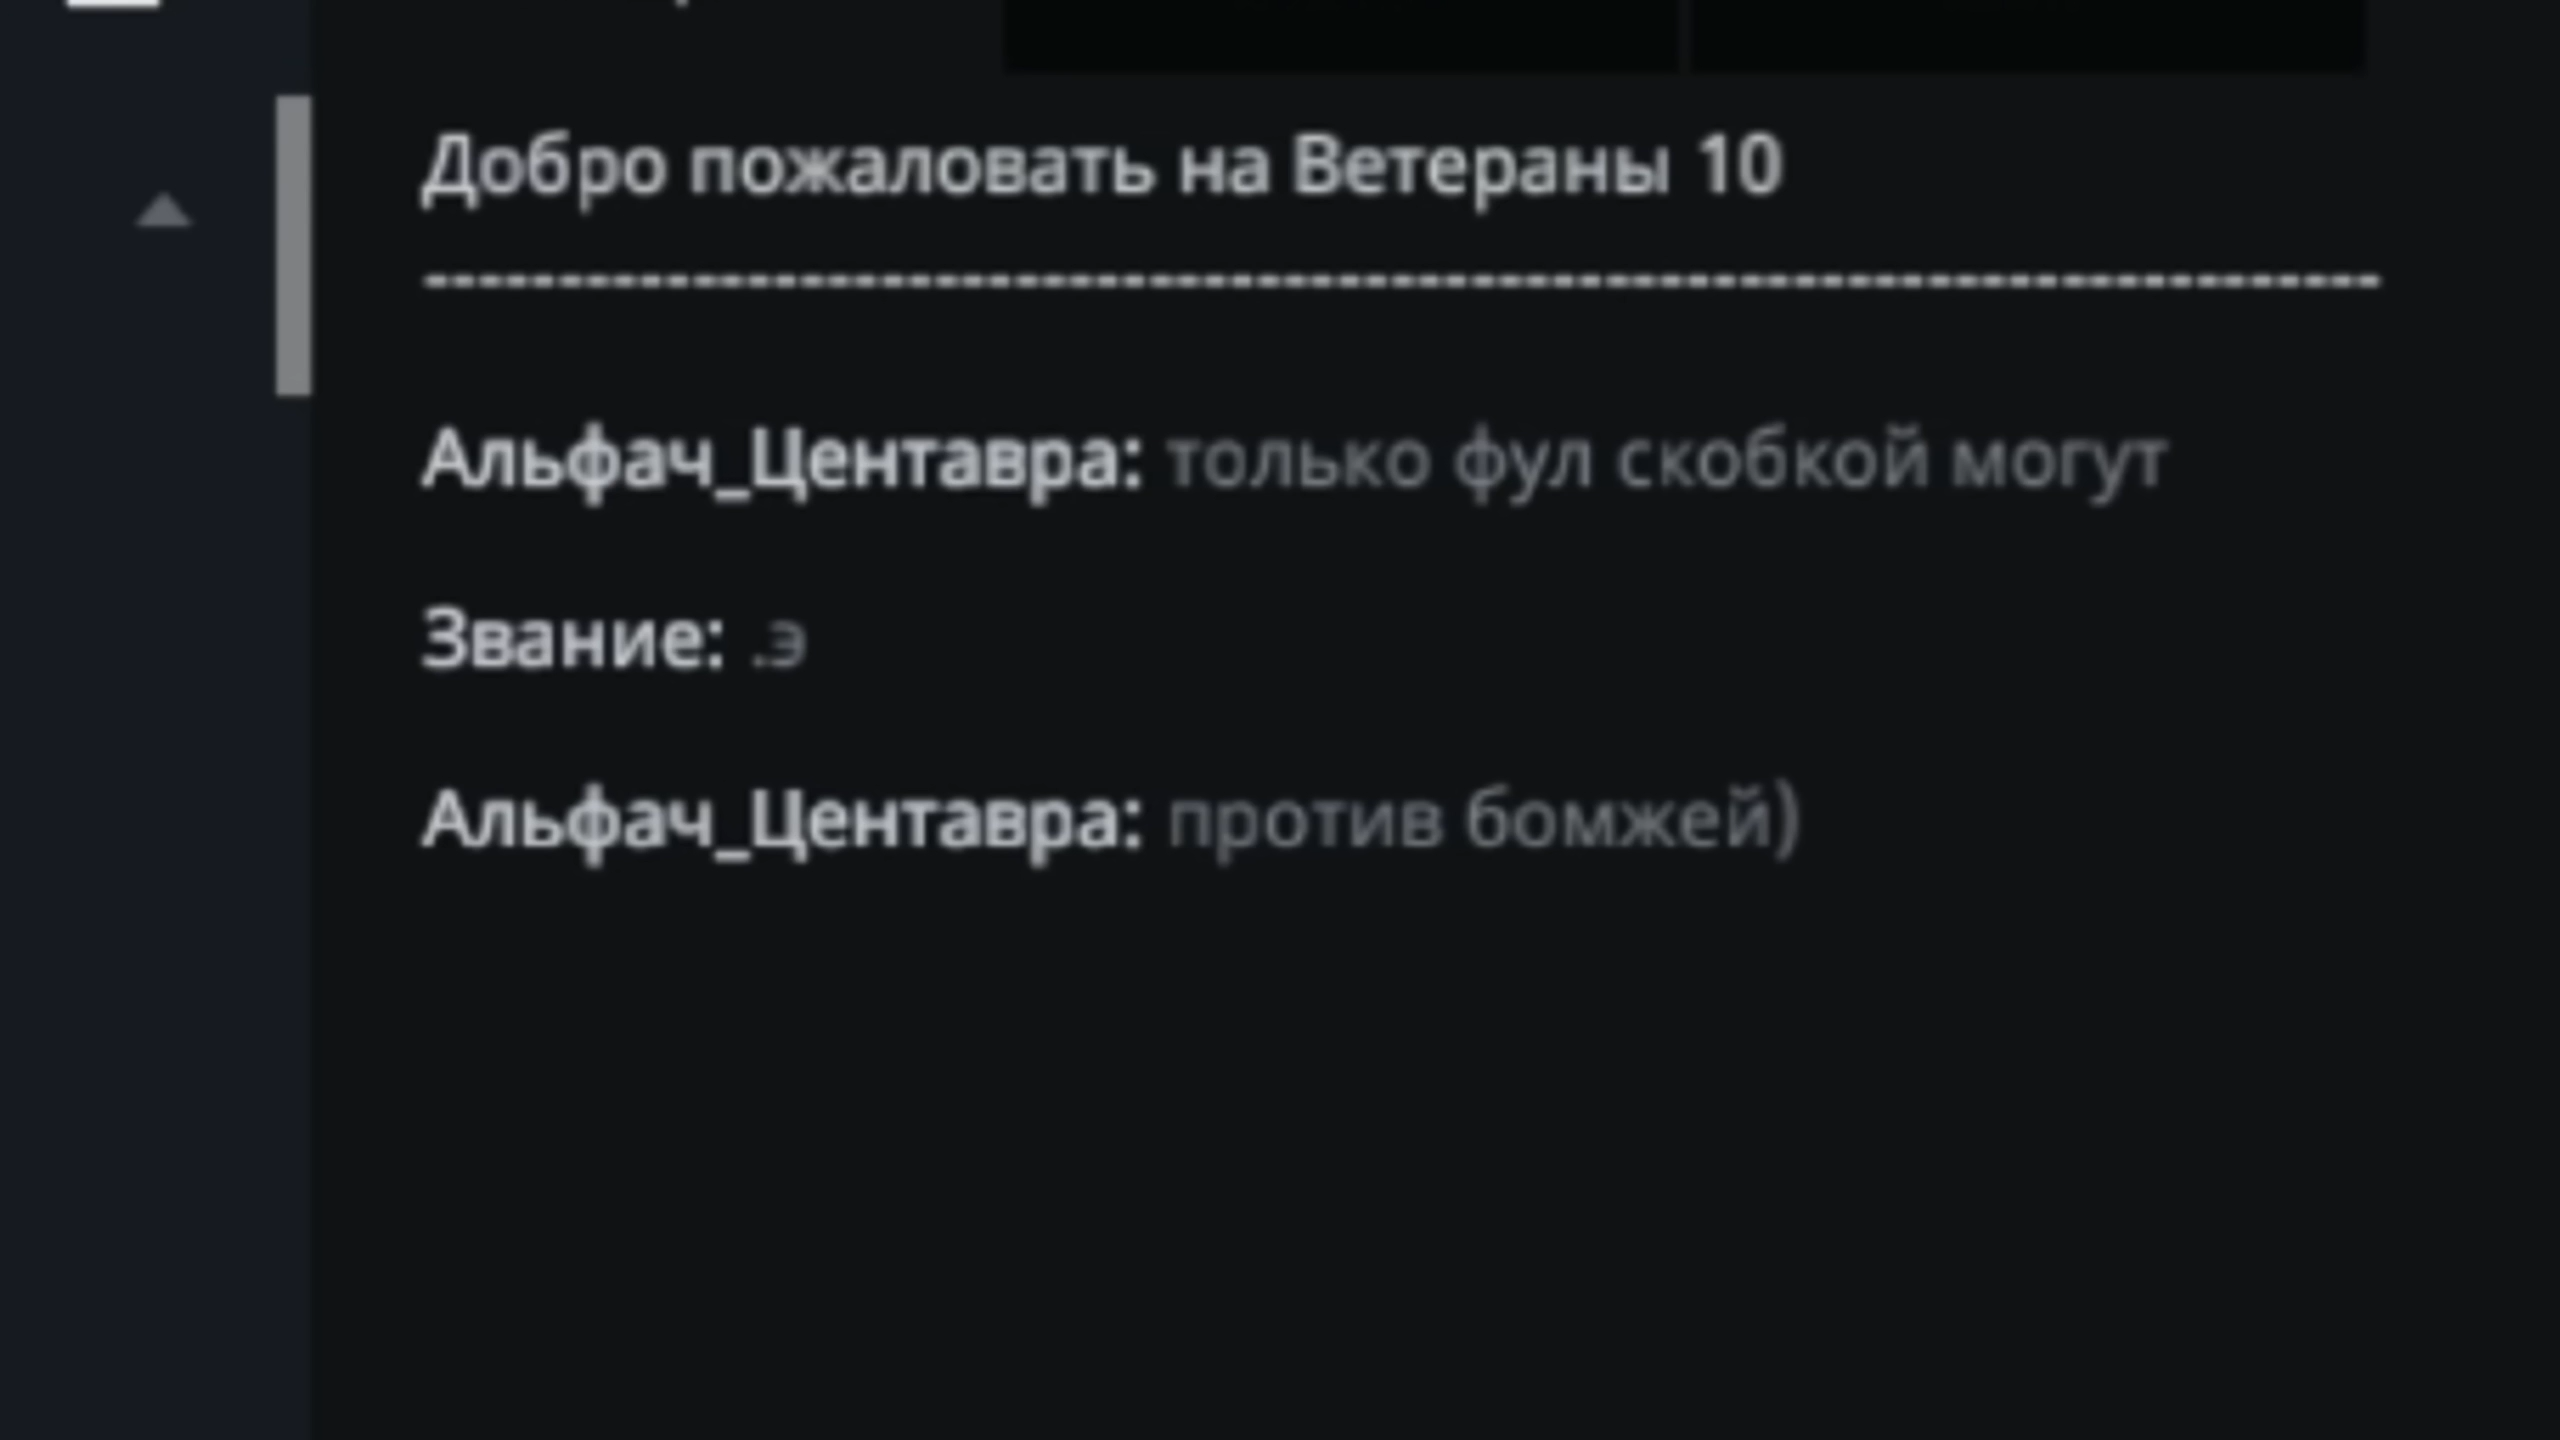 Добро пожаловать на Ветераны 10
-------------------------------------------------------------------------
Альфач_Центавра: только фул скобкой могут
Звание: .э
Альфач_Центавра: против бомжей)